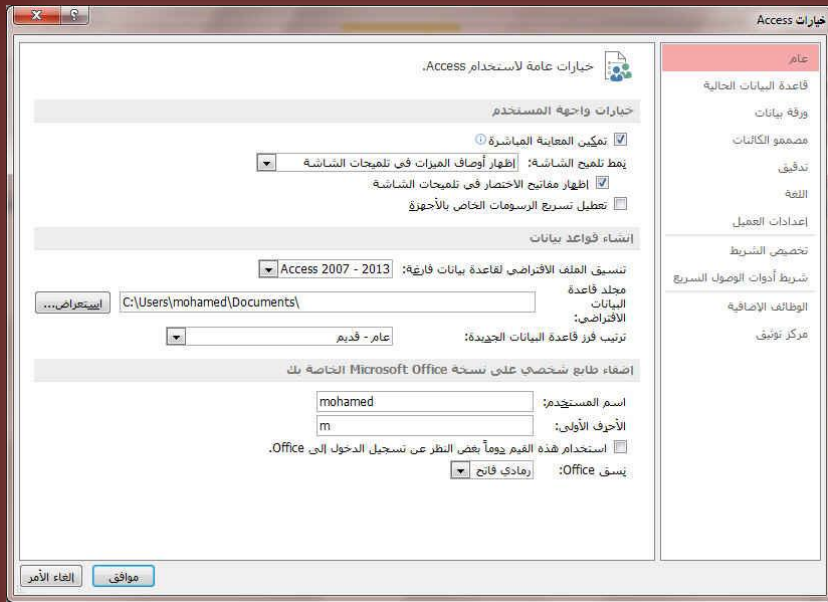 خيارات Access
عام
قاعدة البيانات الحالية
ورقة بيانات
مصممو الكائنات
تدقيق
اللغة
إعدادات العميل
تخصيص الشريط
شريط أدوات الوصول السريع
الوظائف الإضافية
مركز توثيق
خيارات عامة لاستخدام Access.
خيارات واجهة المستخدم
تمكين المعاينة المباشرة
نمط تلميح الشاشة: إظهار أوصاف الميزات في تلميحات الشاشة
إظهار مفاتيح الاختصار في تلميحات الشاشة
تعطيل تسريع الرسومات الخاص بالأجهزة
إنشاء قواعد بيانات
تنسيق الملف الافتراضي لقاعدة بيانات فارغة: Access 2007 - 2013
مجلد قاعدة
البيانات
الافتراضي:
C:\Users\mohamed\Documents\
استعراض...
ترتيب فرز قاعدة البيانات الجديدة: عام - قديم
إضفاء طابع شخصي على نسخة Microsoft Office الخاصة بك
اسم المستخدم: mohamed
الأحرف الأولى: m
استخدام هذه القيم دوماً بغض النظر عن تسجيل الدخول إلى Office.
نسق Office: رمادي فاتح
موافق
إلغاء الأمر